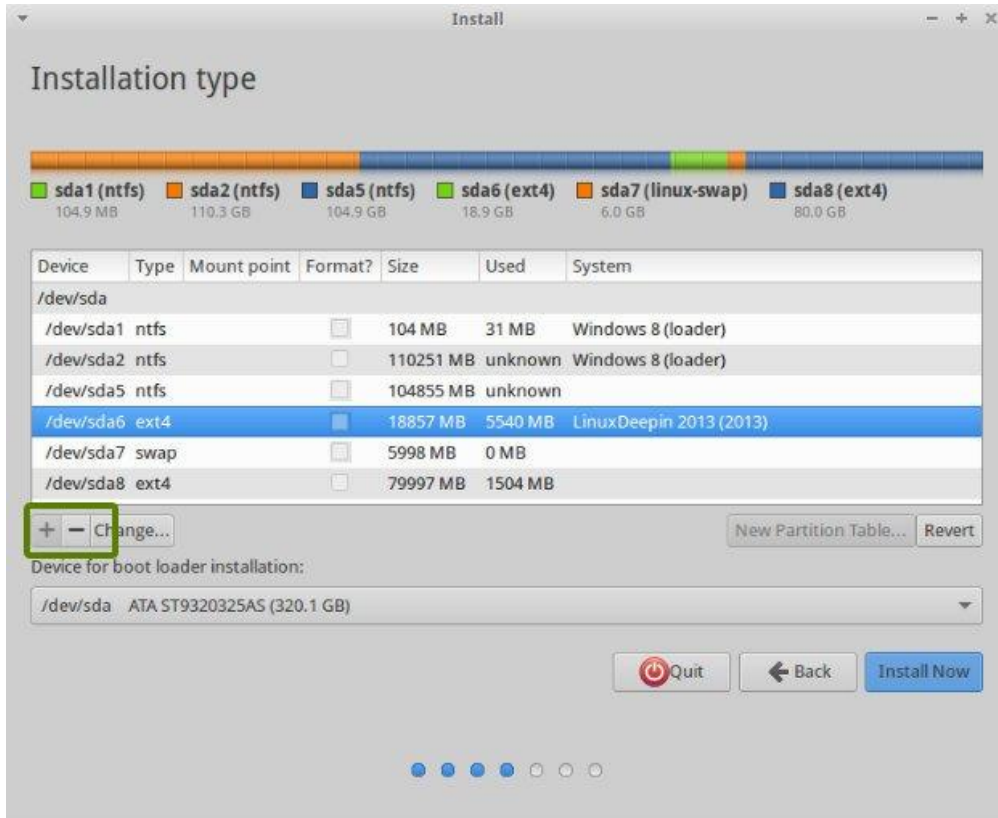 Install
Installation type
sda1 (ntfs) sda2 (ntfs) sda5 (ntfs) sda6 (ext4) sda7 (linux-swap) sda8 (ext4)
104.9 MB 110.3 GB 104.9 GB 18.9 GB 6.0 GB 80.0 GB
Device Type Mount point Format? Size Used System
/dev/sda
/dev/sda1 ntfs 104 MB 31 MB Windows 8 (loader)
/dev/sda2 ntfs 110251 MB unknown Windows 8 (loader)
/dev/sda5 ntfs 104855 MB unknown
/dev/sda6 ext4 18857 MB 5540 MB LinuxDeepin 2013 (2013)
/dev/sda7 swap 5998 MB 0 MB
/dev/sda8 ext4 79997 MB 1504 MB
+ − Change... New Partition Table... Revert
Device for boot loader installation:
/dev/sda ATA ST9320325AS (320.1 GB)
Quit Back Install Now